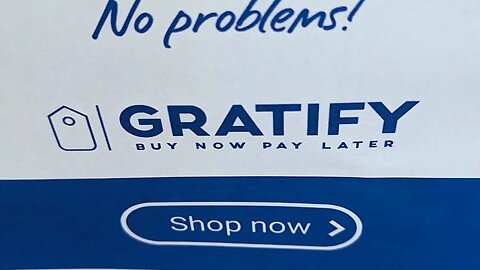 No problems!
GRATIFY
BUY NOW PAY LATER
Shop now >